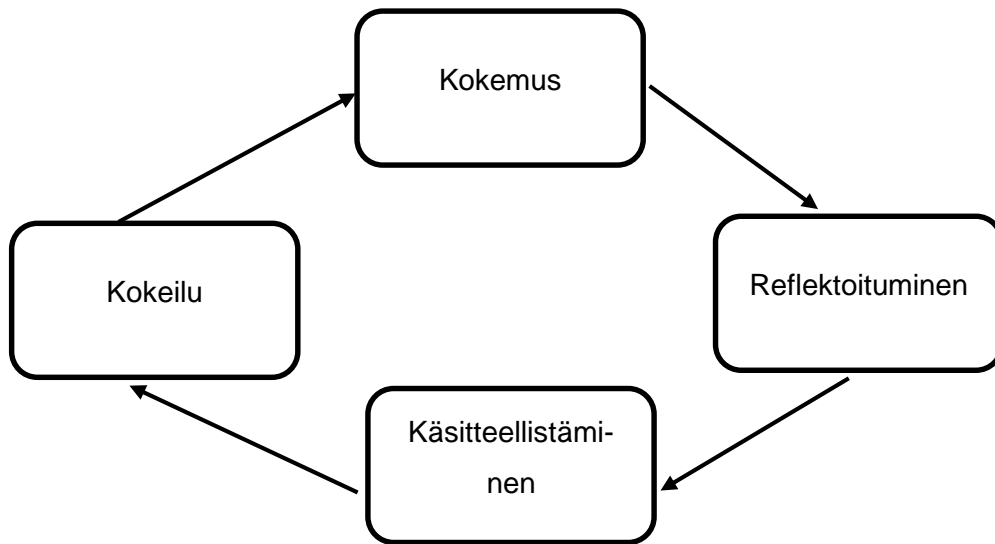 Kokemus
Reflektoituminen
Kokeilu
Käsitteellistämi-
nen